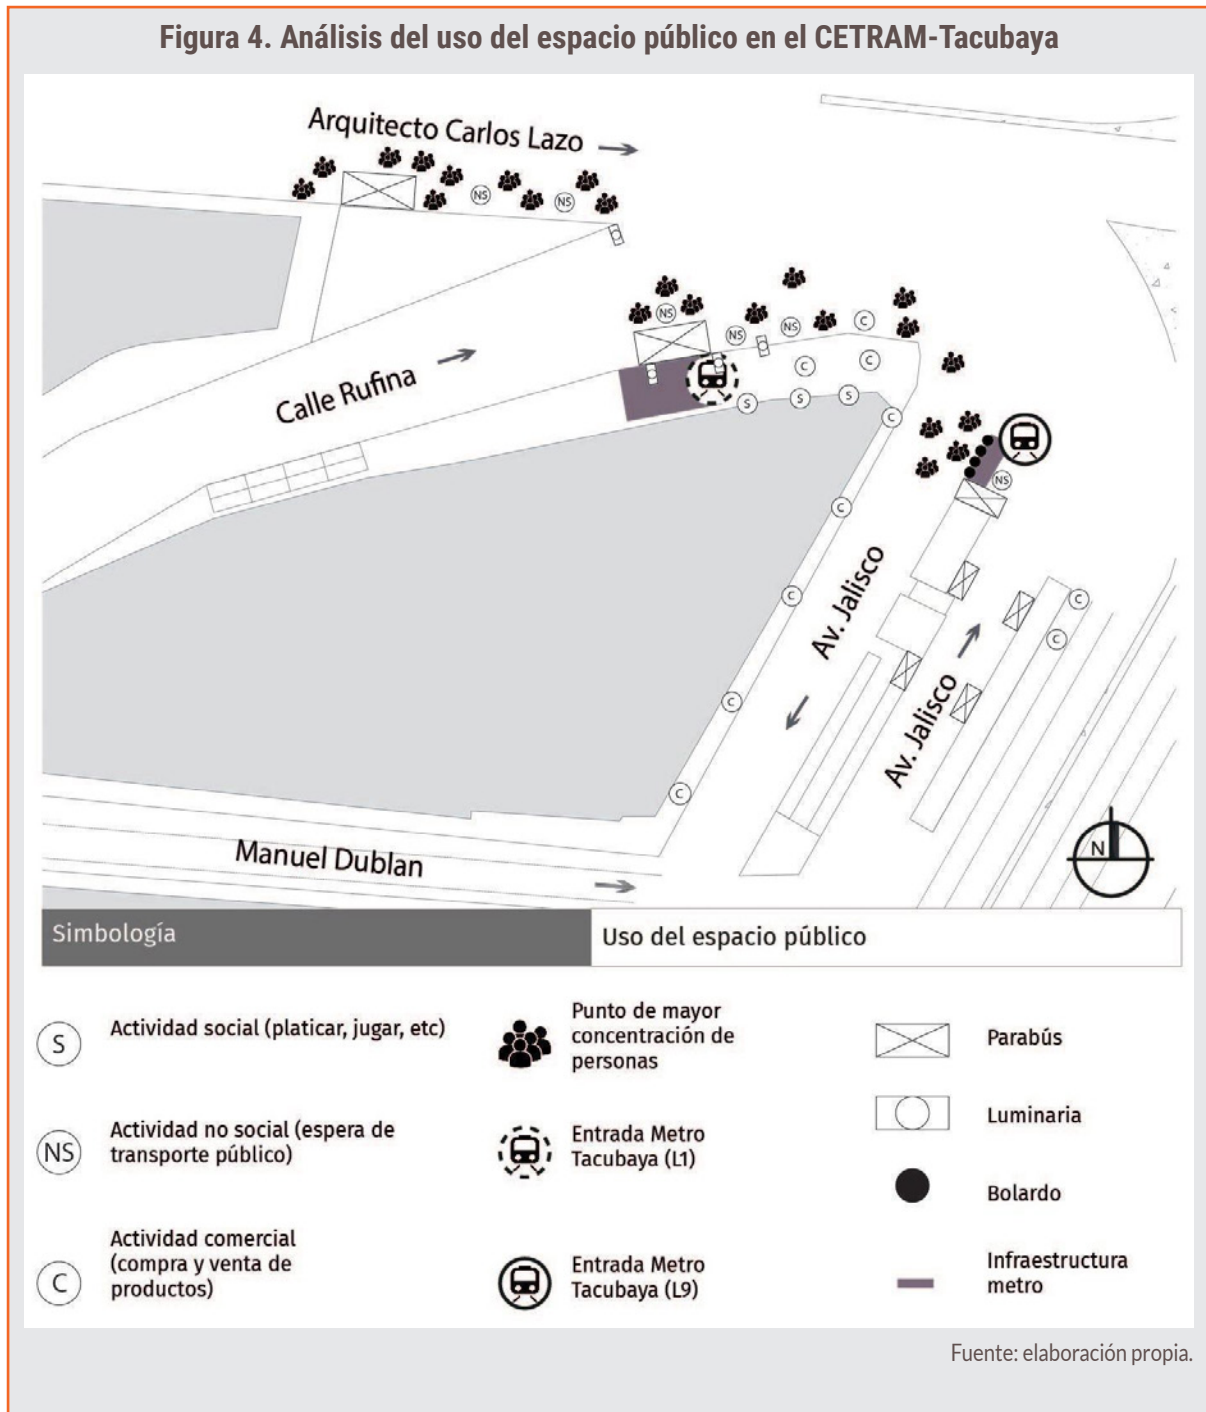 Figura 4. Análisis del uso del espacio público en el CETRAM-Tacubaya
Arquitecto Carlos Lazo
NS
NS
NS
NS
NS
C
C
C
Calle Rufina
S
S
S
C
NS
C
C
C
C
Av. Jalisco
Av. Jalisco
C
C
Manuel Dublan
N
Simbología
Uso del espacio público
S
Actividad social (platicar, jugar, etc)
NS
Actividad no social (espera de
transporte público)
C
Actividad comercial
(compra y venta de
productos)
Punto de mayor
concentración de
personas
Entrada Metro
Tacubaya (L1)
Entrada Metro
Tacubaya (L9)
Parabús
Luminaria
Bolardo
Infraestructura
metro
Fuente: elaboración propia.